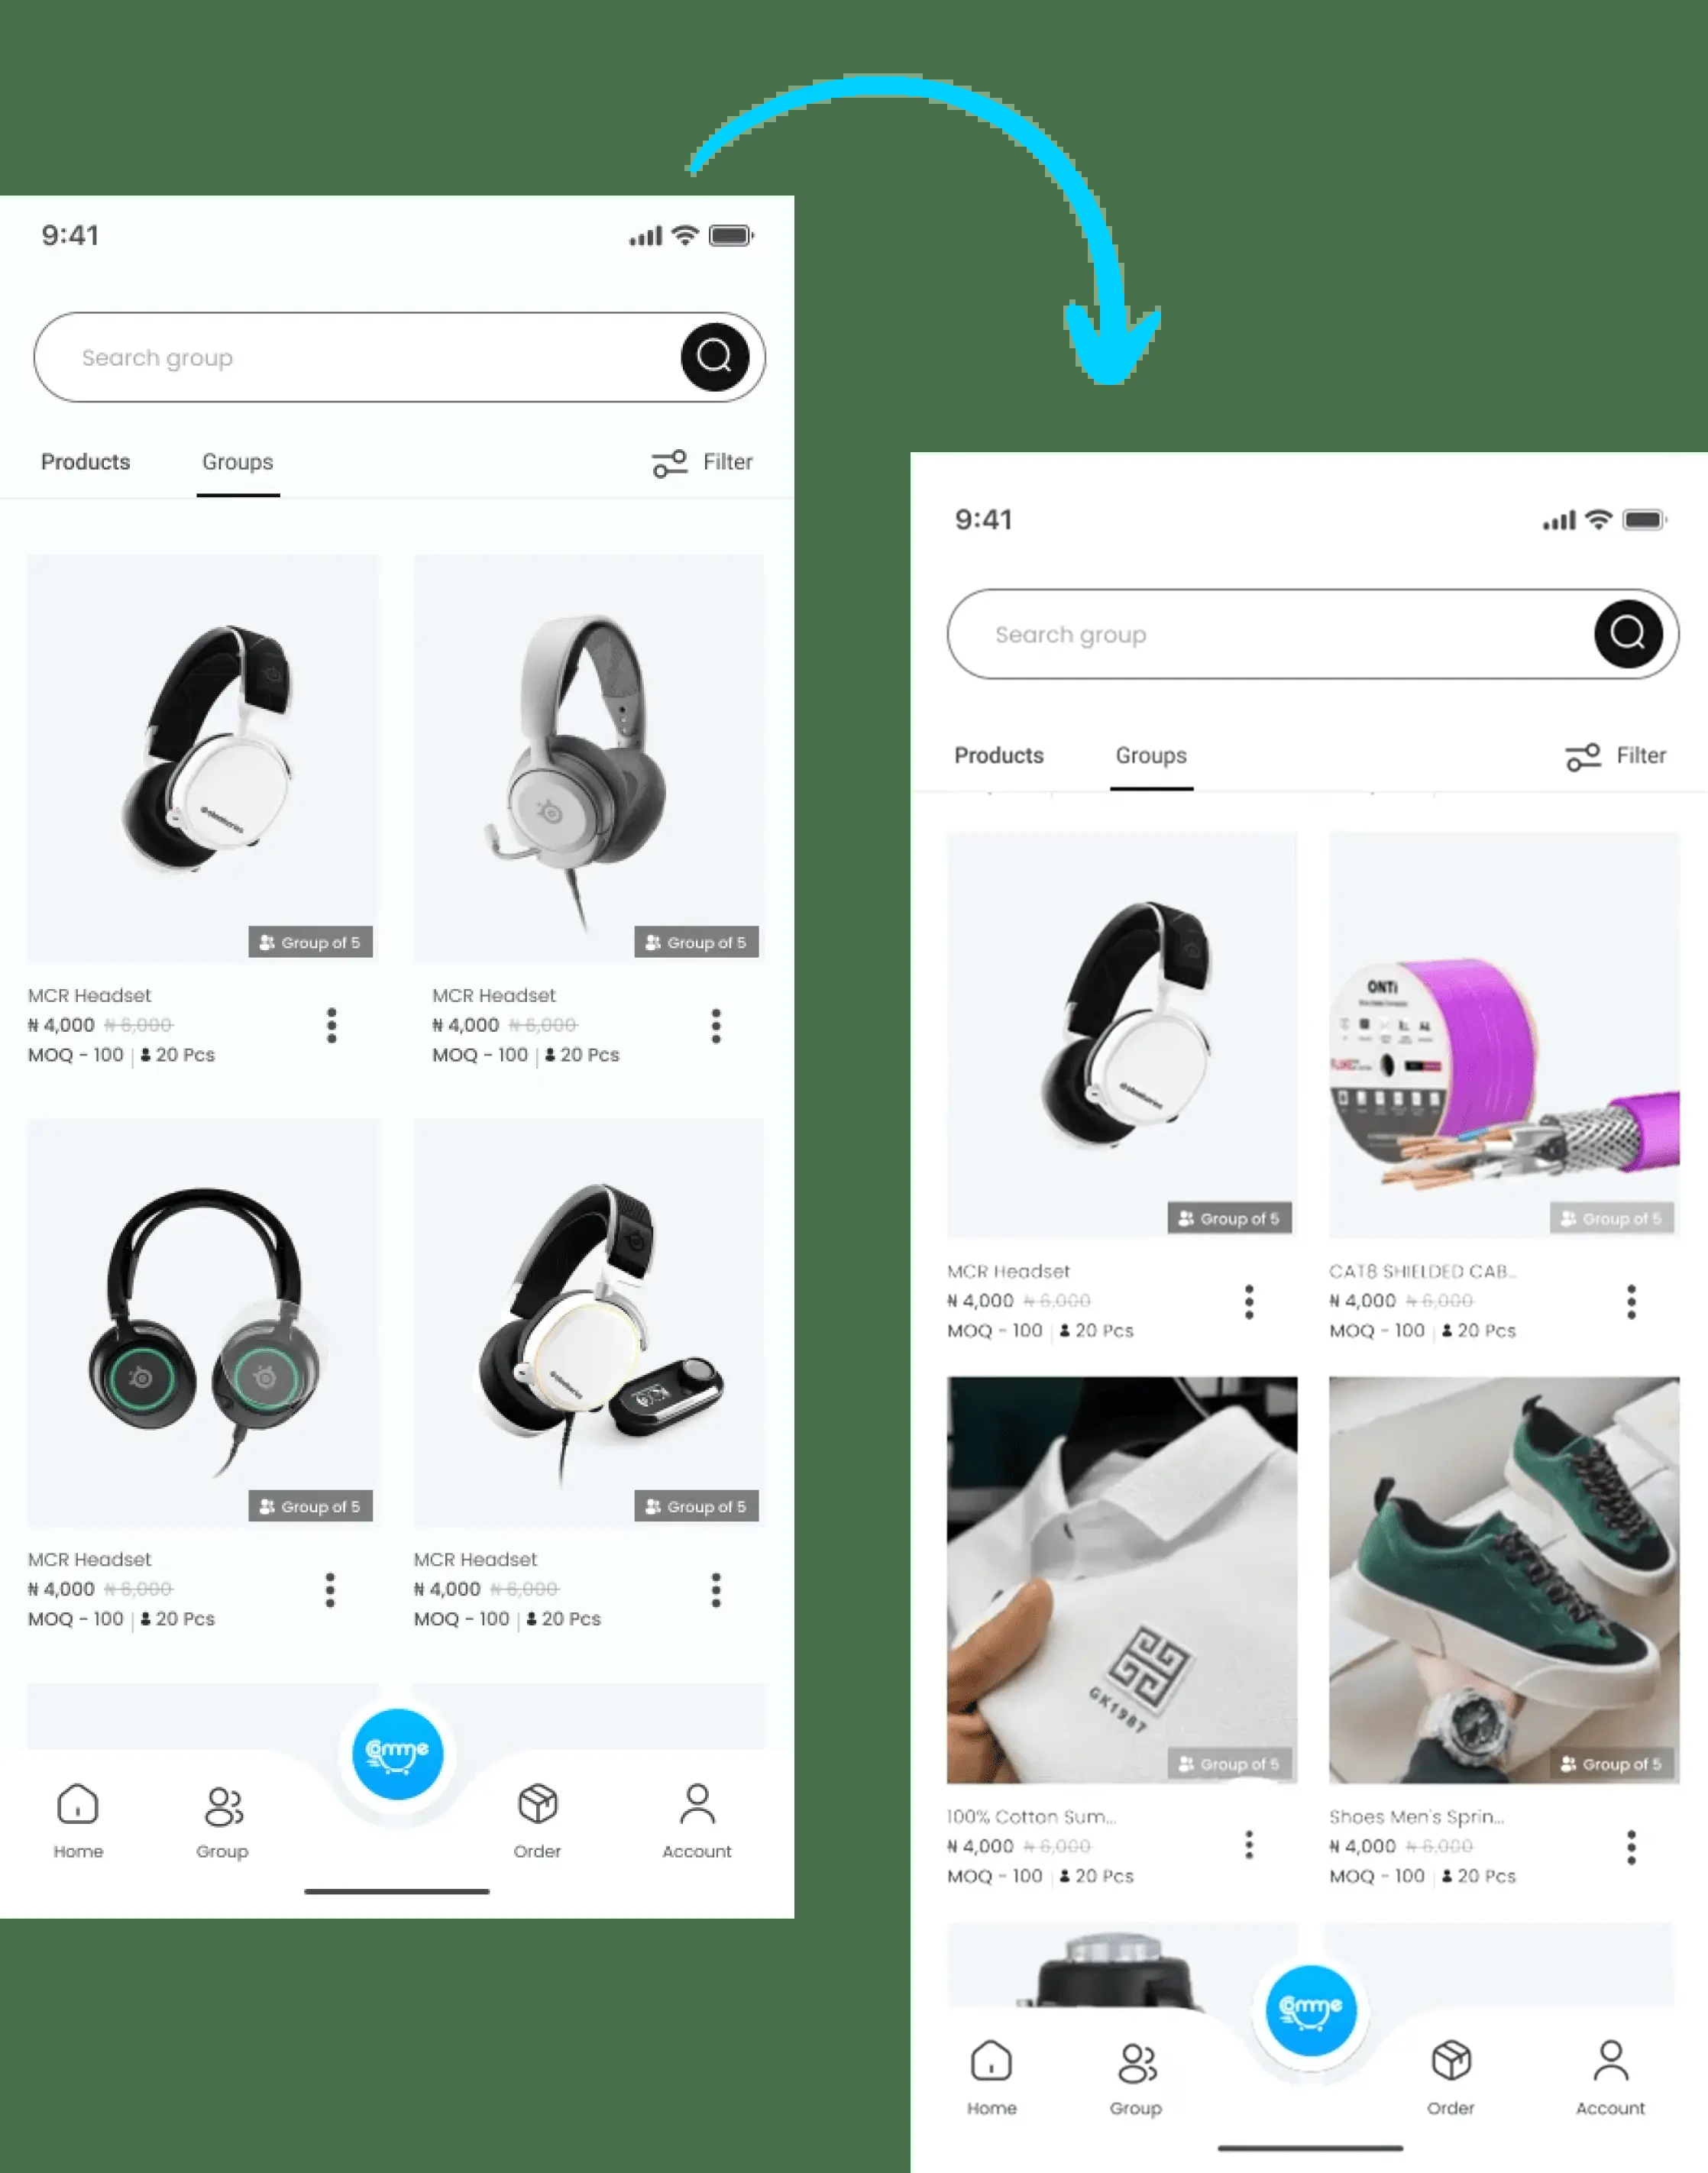 9:41
Search group
Products Groups Filter
Group of 5 Group of 5
MCR Headset MCR Headset
₦ 4,000 ₦ 6,000 ₦ 4,000 ₦ 6,000
MOQ - 100 | 20 Pcs MOQ - 100 | 20 Pcs
Group of 5 Group of 5
MCR Headset MCR Headset
₦ 4,000 ₦ 6,000 ₦ 4,000 ₦ 6,000
MOQ - 100 | 20 Pcs MOQ - 100 | 20 Pcs
Comme
Home Group Order Account
9:41
Search group
Products Groups Filter
ONTi
Group of 5 Group of 5
MCR Headset CAT8 SHIELDED CAB...
₦ 4,000 ₦ 6,000 ₦ 4,000 ₦ 6,000
MOQ - 100 | 20 Pcs MOQ - 100 | 20 Pcs
GK1987
Group of 5 Group of 5
100% Cotton Sum... Shoes Men's Sprin...
₦ 4,000 ₦ 6,000 ₦ 4,000 ₦ 6,000
MOQ - 100 | 20 Pcs MOQ - 100 | 20 Pcs
Comme
Home Group Order Account